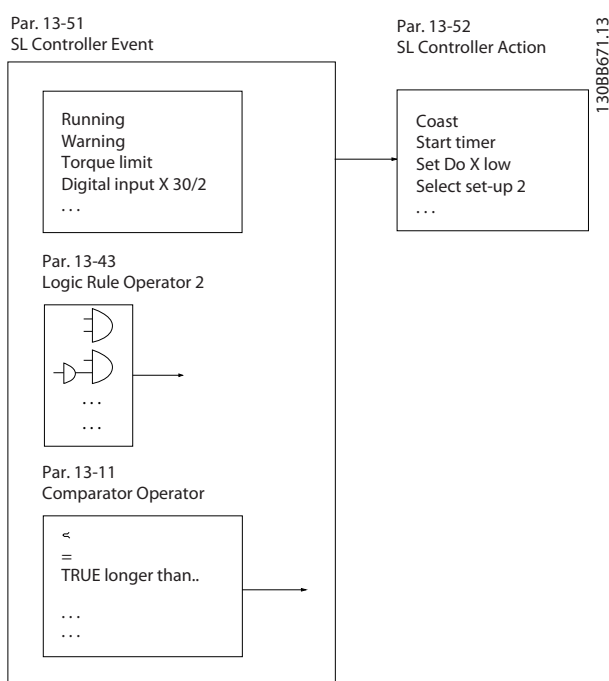 Par. 13-51
SL Controller Event
Par. 13-52
SL Controller Action
130BB671.13
Running
Warning
Torque limit
Digital input X 30/2
. . .
Coast
Start timer
Set Do X low
Select set-up 2
. . .
Par. 13-43
Logic Rule Operator 2
. . .
. . .
Par. 13-11
Comparator Operator
=
TRUE longer than..
. . .
. . .